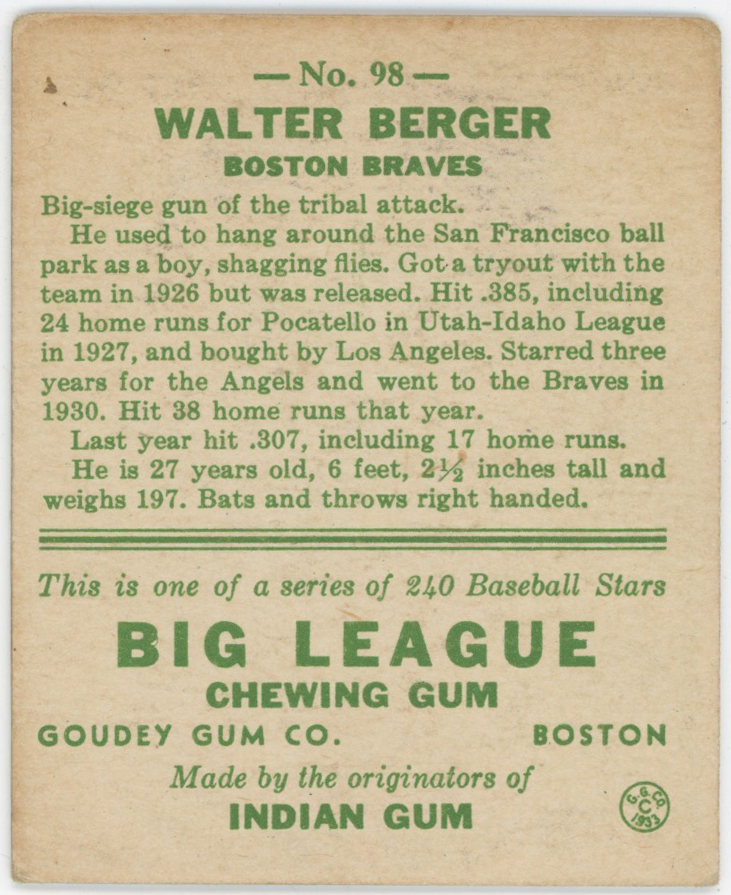 — No. 98 —
WALTER BERGER
BOSTON BRAVES
Big-siege gun of the tribal attack.
He used to hang around the San Francisco ball
park as a boy, shagging flies. Got a tryout with the
team in 1926 but was released. Hit .385, including
24 home runs for Pocatello in Utah-Idaho League
in 1927, and bought by Los Angeles. Starred three
years for the Angels and went to the Braves in
1930. Hit 38 home runs that year.
Last year hit .307, including 17 home runs.
He is 27 years old, 6 feet, 2½ inches tall and
weighs 197. Bats and throws right handed.
This is one of a series of 240 Baseball Stars
BIG LEAGUE
CHEWING GUM
GOUDEY GUM CO. BOSTON
Made by the originators of
INDIAN GUM
G. G. CO.
C
1933